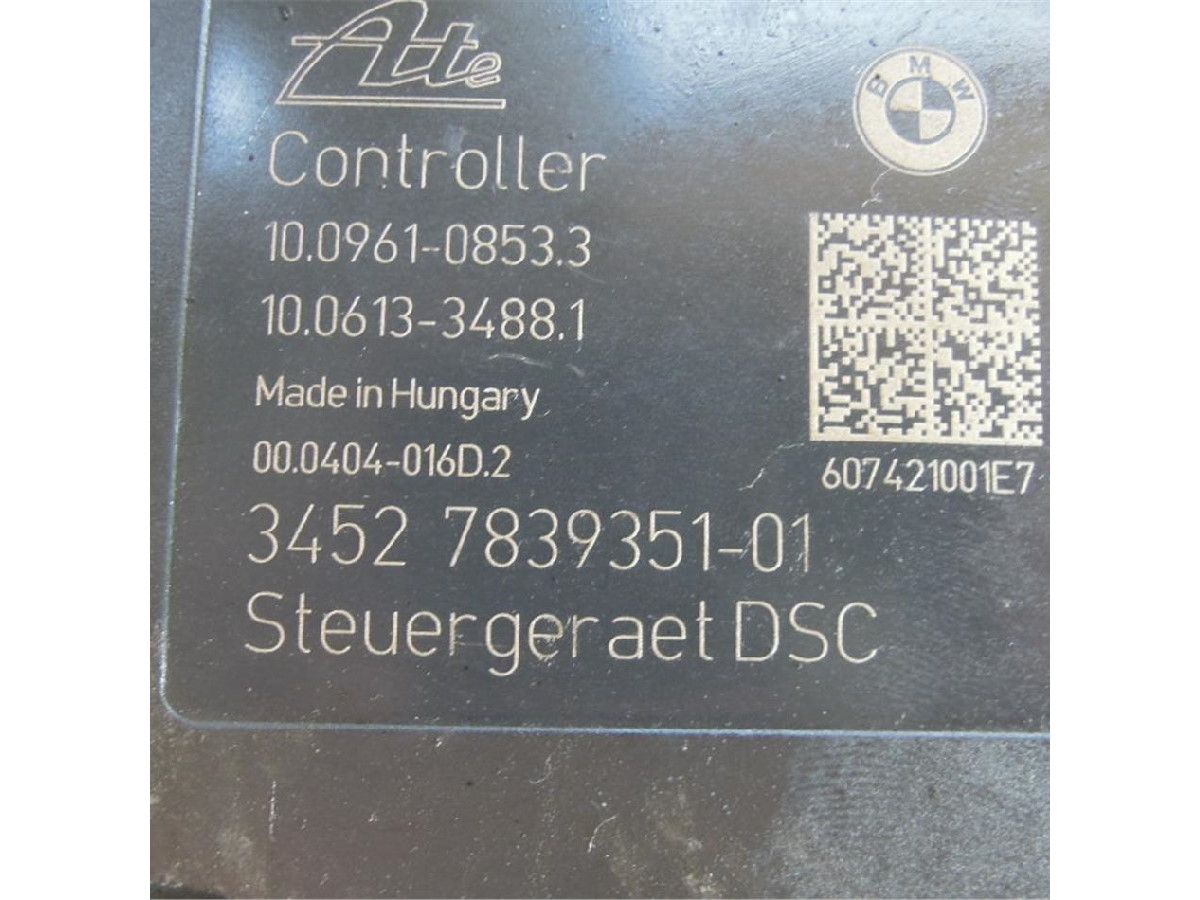 Ate
BMW
Controller
10.0961-0853.3
10.0613-3488.1
Made in Hungary
00.0404-016D.2
607421001E7
3452 7839351-01
Steuergeraet DSC